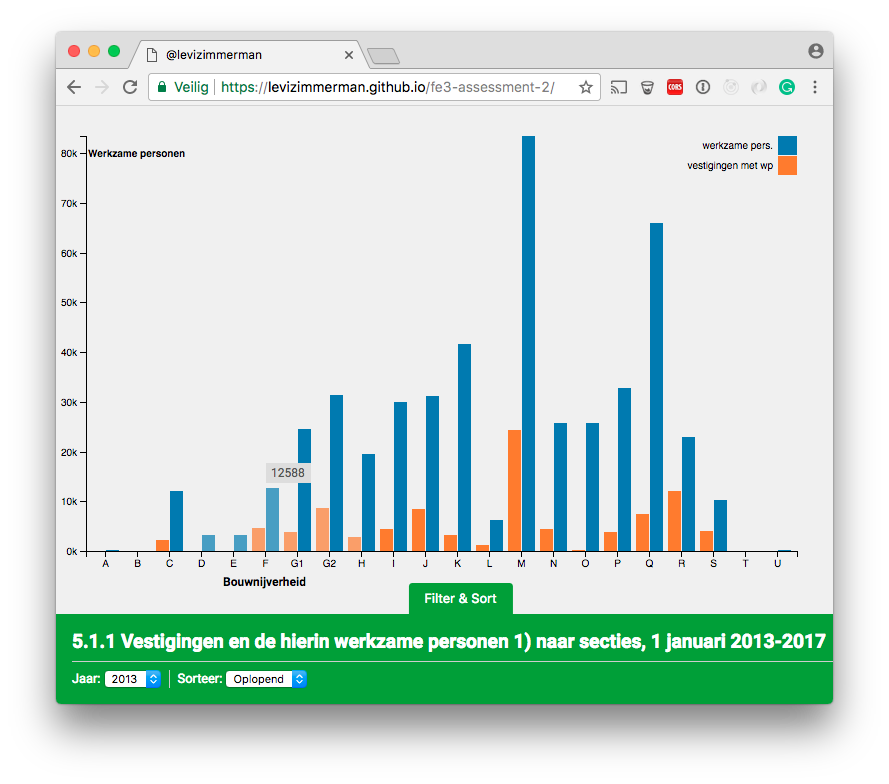 @levizimmerman
Veilig https://levizimmerman.github.io/fe3-assessment-2/
CORS
werkzame pers.
vestigingen met wp
80k
Werkzame personen
70k
60k
50k
40k
30k
20k
12588
10k
0k
A B C D E F G1 G2 H I J K L M N O P Q R S T U
Bouwnijverheid
Filter & Sort
5.1.1 Vestigingen en de hierin werkzame personen 1) naar secties, 1 januari 2013-2017
Jaar: 2013 Sorteer: Oplopend